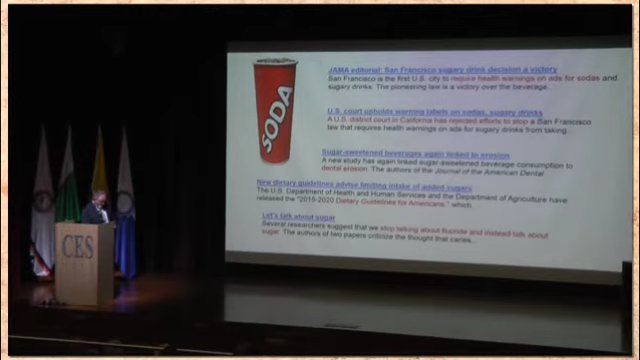 SODA
JAMA editorial: San Francisco sugary drink decision a victory
San Francisco is the first U.S. city to require health warnings on ads for sodas and
sugary drinks. The pioneering law is a victory over the beverage.
U.S. court upholds warning labels on sodas, sugary drinks
A U.S. district court in California has rejected efforts to stop a San Francisco
law that requires health warnings on ads for sugary drinks from taking..
Sugar-sweetened beverages again linked to erosion
A new study has again linked sugar-sweetened beverage consumption to
dental erosion. The authors of the Journal of the American Dental
New dietary guidelines advise limiting intake of added sugars
The U.S. Department of Health and Human Services and the Department of Agriculture have
released the "2015-2020 Dietary Guidelines for Americans," which.
Let's talk about sugar
Several researchers suggest that we stop talking about fluoride and instead talk about
sugar. The authors of two papers criticize the thought that caries..
CES